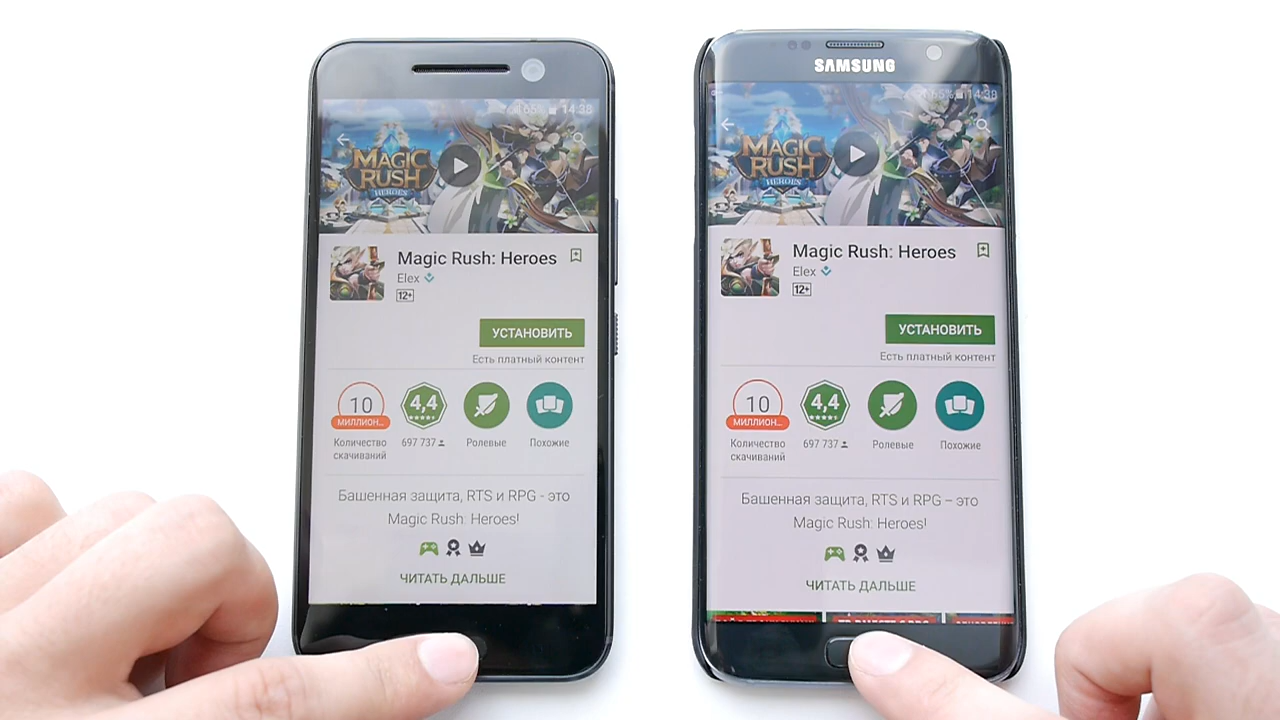 14:38
MAGIC
RUSH
HEROES
Magic Rush: Heroes
Elex
12+
УСТАНОВИТЬ
Есть платный контент
10
МИЛЛИОН...
Количество
скачиваний
4,4
697 737
Ролевые
Похожие
Башенная защита, RTS и RPG - это
Magic Rush: Heroes!
ЧИТАТЬ ДАЛЬШЕ
SAMSUNG
65% 14:38
MAGIC
RUSH
HEROES
Magic Rush: Heroes
Elex
12+
УСТАНОВИТЬ
Есть платный контент
10
МИЛЛИОН...
Количество
скачиваний
4,4
697 737
Ролевые
Похожие
Башенная защита, RTS и RPG – это
Magic Rush: Heroes!
ЧИТАТЬ ДАЛЬШЕ